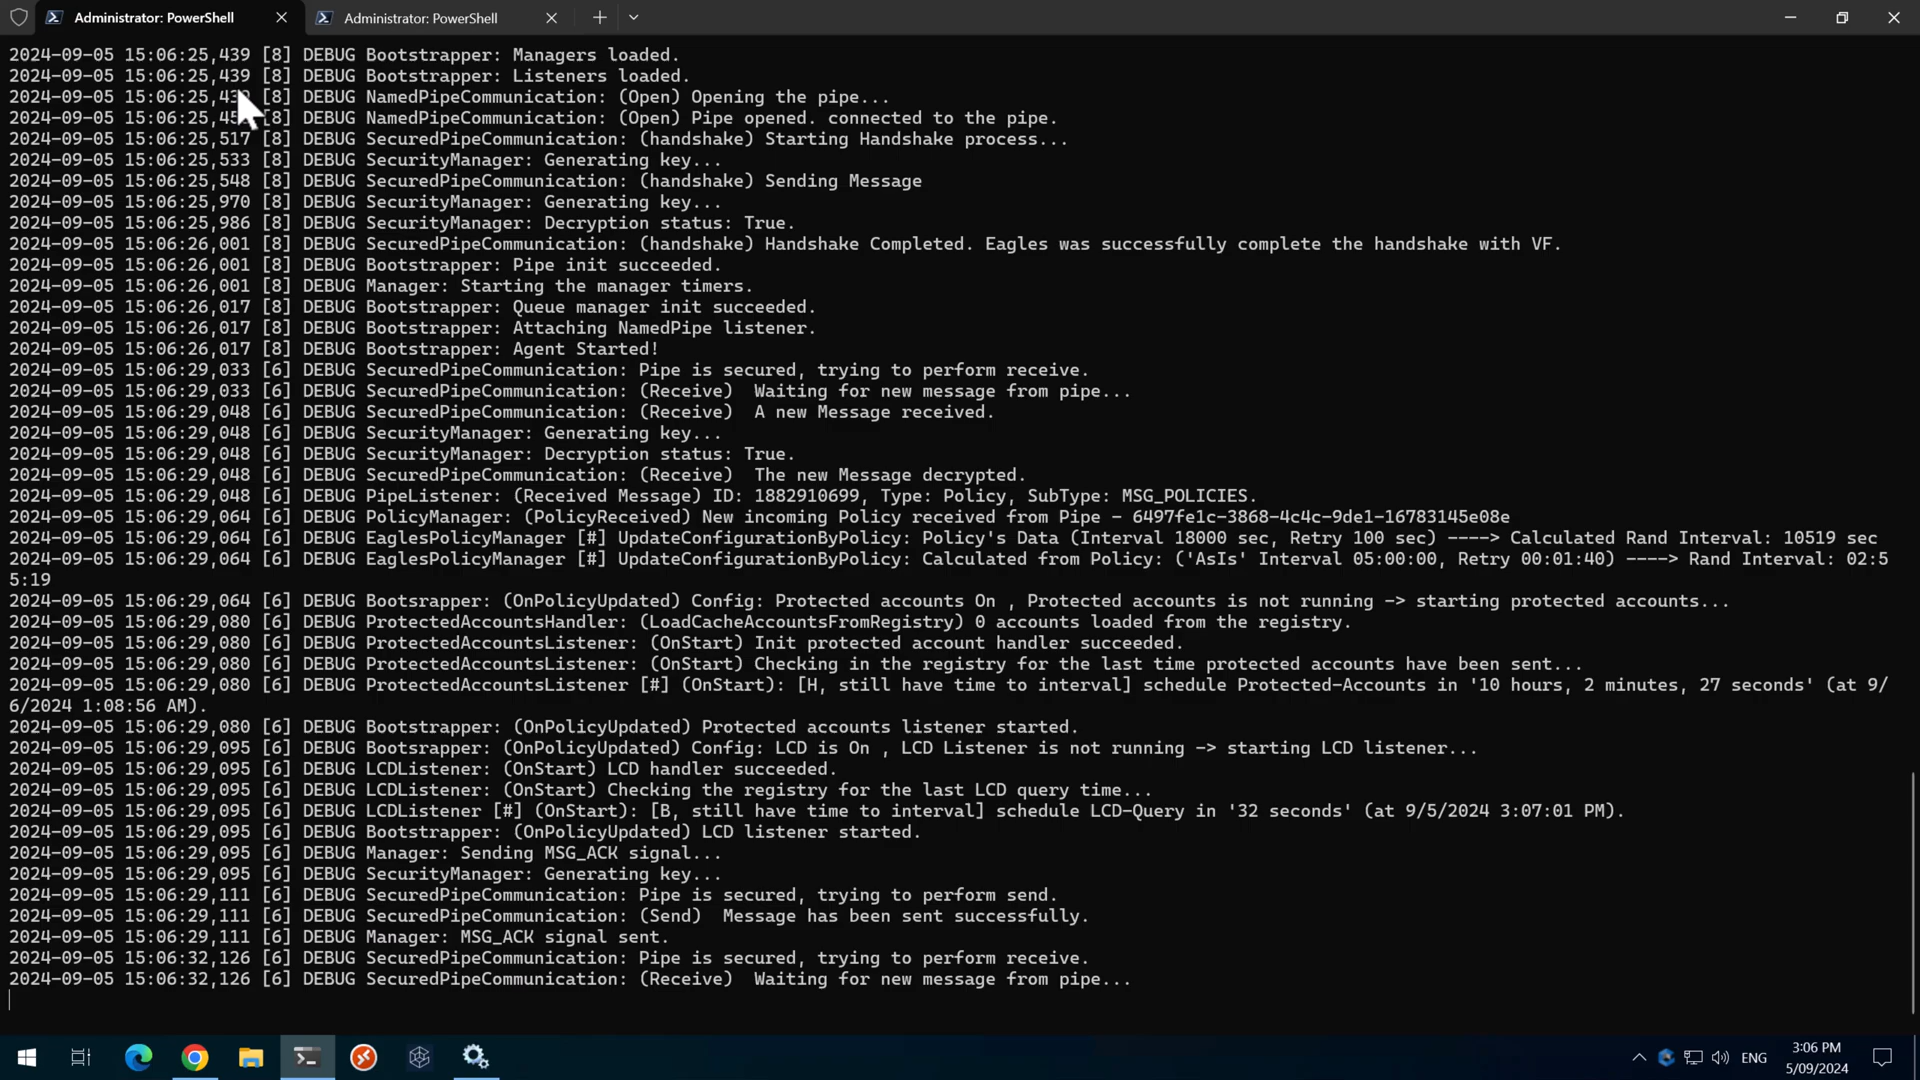 Administrator: PowerShell
Administrator: PowerShell
2024-09-05 15:06:25,439 [8] DEBUG Bootstrapper: Managers loaded.
2024-09-05 15:06:25,439 [8] DEBUG Bootstrapper: Listeners loaded.
2024-09-05 15:06:25,439 [8] DEBUG NamedPipeCommunication: (Open) Opening the pipe...
2024-09-05 [8] DEBUG NamedPipeCommunication: (Open) Pipe opened. connected to the pipe.
2024-09-05 15:06:25,517 [8] DEBUG SecuredPipeCommunication: (handshake) Starting Handshake process...
2024-09-05 15:06:25,533 [8] DEBUG SecurityManager: Generating key...
2024-09-05 15:06:25,548 [8] DEBUG SecuredPipeCommunication: (handshake) Sending Message
2024-09-05 15:06:25,970 [8] DEBUG SecurityManager: Generating key...
2024-09-05 15:06:25,986 [8] DEBUG SecurityManager: Decryption status: True.
2024-09-05 15:06:26,001 [8] DEBUG SecuredPipeCommunication: (handshake) Handshake Completed. Eagles was successfully complete the handshake with VF.
2024-09-05 15:06:26,001 [8] DEBUG Bootstrapper: Pipe init succeeded.
2024-09-05 15:06:26,001 [8] DEBUG Manager: Starting the manager timers.
2024-09-05 15:06:26,017 [8] DEBUG Bootstrapper: Queue manager init succeeded.
2024-09-05 15:06:26,017 [8] DEBUG Bootstrapper: Attaching NamedPipe listener.
2024-09-05 15:06:26,017 [8] DEBUG Bootstrapper: Agent Started!
2024-09-05 15:06:29,033 [6] DEBUG SecuredPipeCommunication: Pipe is secured, trying to perform receive.
2024-09-05 15:06:29,033 [6] DEBUG SecuredPipeCommunication: (Receive)  Waiting for new message from pipe...
2024-09-05 15:06:29,048 [6] DEBUG SecuredPipeCommunication: (Receive)  A new Message received.
2024-09-05 15:06:29,048 [6] DEBUG SecurityManager: Generating key...
2024-09-05 15:06:29,048 [6] DEBUG SecurityManager: Decryption status: True.
2024-09-05 15:06:29,048 [6] DEBUG SecuredPipeCommunication: (Receive)  The new Message decrypted.
2024-09-05 15:06:29,048 [6] DEBUG PipeListener: (Received Message) ID: 1882910699, Type: Policy, SubType: MSG_POLICIES.
2024-09-05 15:06:29,064 [6] DEBUG PolicyManager: (PolicyReceived) New incoming Policy received from Pipe - 6497fe1c-3868-4c4c-9de1-16783145e08e
2024-09-05 15:06:29,064 [6] DEBUG EaglesPolicyManager [#] UpdateConfigurationByPolicy: Policy's Data (Interval 18000 sec, Retry 100 sec) ----> Calculated Rand Interval: 10519 sec
2024-09-05 15:06:29,064 [6] DEBUG EaglesPolicyManager [#] UpdateConfigurationByPolicy: Calculated from Policy: ('AsIs' Interval 05:00:00, Retry 00:01:40) ----> Rand Interval: 02:5
5:19
2024-09-05 15:06:29,064 [6] DEBUG Bootsrapper: (OnPolicyUpdated) Config: Protected accounts On , Protected accounts is not running -> starting protected accounts...
2024-09-05 15:06:29,080 [6] DEBUG ProtectedAccountsHandler: (LoadCacheAccountsFromRegistry) 0 accounts loaded from the registry.
2024-09-05 15:06:29,080 [6] DEBUG ProtectedAccountsListener: (OnStart) Init protected account handler succeeded.
2024-09-05 15:06:29,080 [6] DEBUG ProtectedAccountsListener: (OnStart) Checking in the registry for the last time protected accounts have been sent...
2024-09-05 15:06:29,080 [6] DEBUG ProtectedAccountsListener [#] (OnStart): [H, still have time to interval] schedule Protected-Accounts in '10 hours, 2 minutes, 27 seconds' (at 9/
6/2024 1:08:56 AM).
2024-09-05 15:06:29,080 [6] DEBUG Bootstrapper: (OnPolicyUpdated) Protected accounts listener started.
2024-09-05 15:06:29,095 [6] DEBUG Bootsrapper: (OnPolicyUpdated) Config: LCD is On , LCD Listener is not running -> starting LCD listener...
2024-09-05 15:06:29,095 [6] DEBUG LCDListener: (OnStart) LCD handler succeeded.
2024-09-05 15:06:29,095 [6] DEBUG LCDListener: (OnStart) Checking the registry for the last LCD query time...
2024-09-05 15:06:29,095 [6] DEBUG LCDListener [#] (OnStart): [B, still have time to interval] schedule LCD-Query in '32 seconds' (at 9/5/2024 3:07:01 PM).
2024-09-05 15:06:29,095 [6] DEBUG Bootstrapper: (OnPolicyUpdated) LCD listener started.
2024-09-05 15:06:29,095 [6] DEBUG Manager: Sending MSG_ACK signal...
2024-09-05 15:06:29,095 [6] DEBUG SecurityManager: Generating key...
2024-09-05 15:06:29,111 [6] DEBUG SecuredPipeCommunication: Pipe is secured, trying to perform send.
2024-09-05 15:06:29,111 [6] DEBUG SecuredPipeCommunication: (Send)  Message has been sent successfully.
2024-09-05 15:06:29,111 [6] DEBUG Manager: MSG_ACK signal sent.
2024-09-05 15:06:32,126 [6] DEBUG SecuredPipeCommunication: Pipe is secured, trying to perform receive.
2024-09-05 15:06:32,126 [6] DEBUG SecuredPipeCommunication: (Receive)  Waiting for new message from pipe...
ENG
3:06 PM
5/09/2024